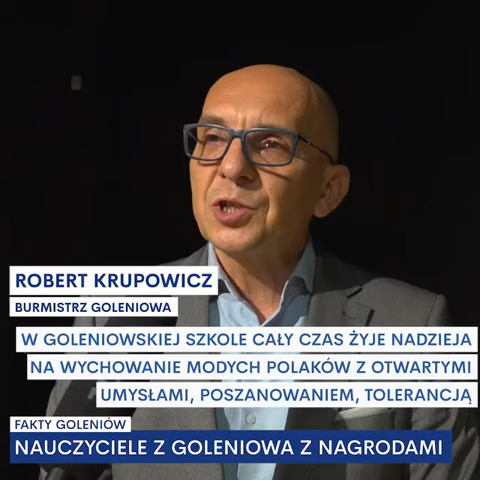 ROBERT KRUPOWICZ
BURMISTRZ GOLENIOWA
W GOLENIOWSKIEJ SZKOLE CAŁY CZAS ŻYJE NADZIEJA
NA WYCHOWANIE MODYCH POLAKÓW Z OTWARTYMI
UMYSŁAMI, POSZANOWANIEM, TOLERANCJĄ
FAKTY GOLENIÓW
NAUCZYCIELE Z GOLENIOWA Z NAGRODAMI